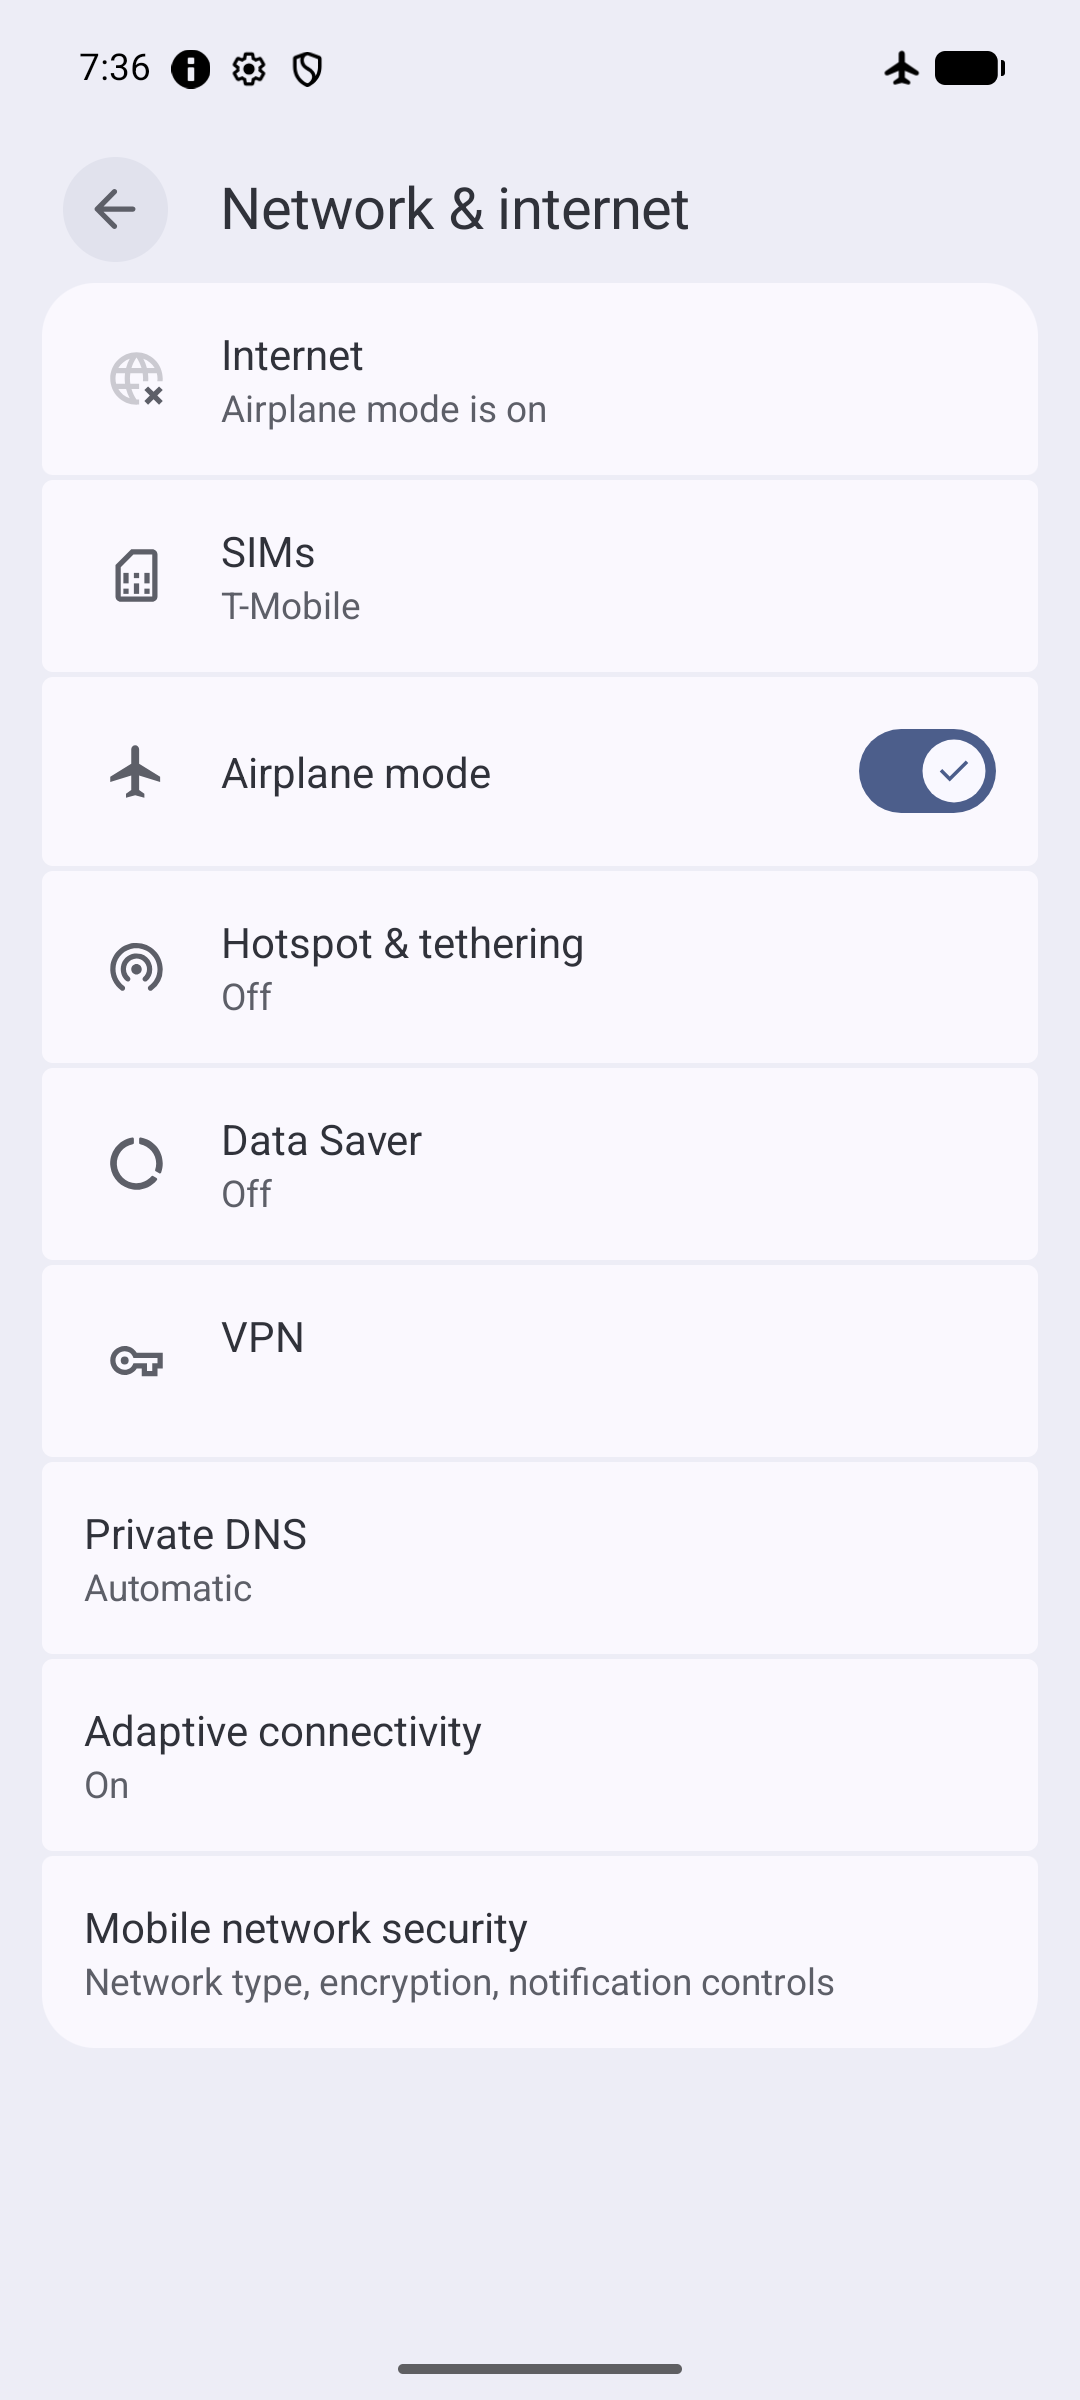 7:36
Network & internet
Internet
Airplane mode is on
SIMs
T-Mobile
Airplane mode
Hotspot & tethering
Off
Data Saver
Off
VPN
Private DNS
Automatic
Adaptive connectivity
On
Mobile network security
Network type, encryption, notification controls